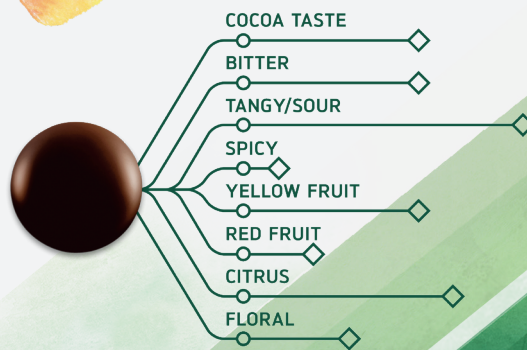 COCOA TASTE
BITTER
TANGY/SOUR
SPICY
YELLOW FRUIT
RED FRUIT
CITRUS
FLORAL